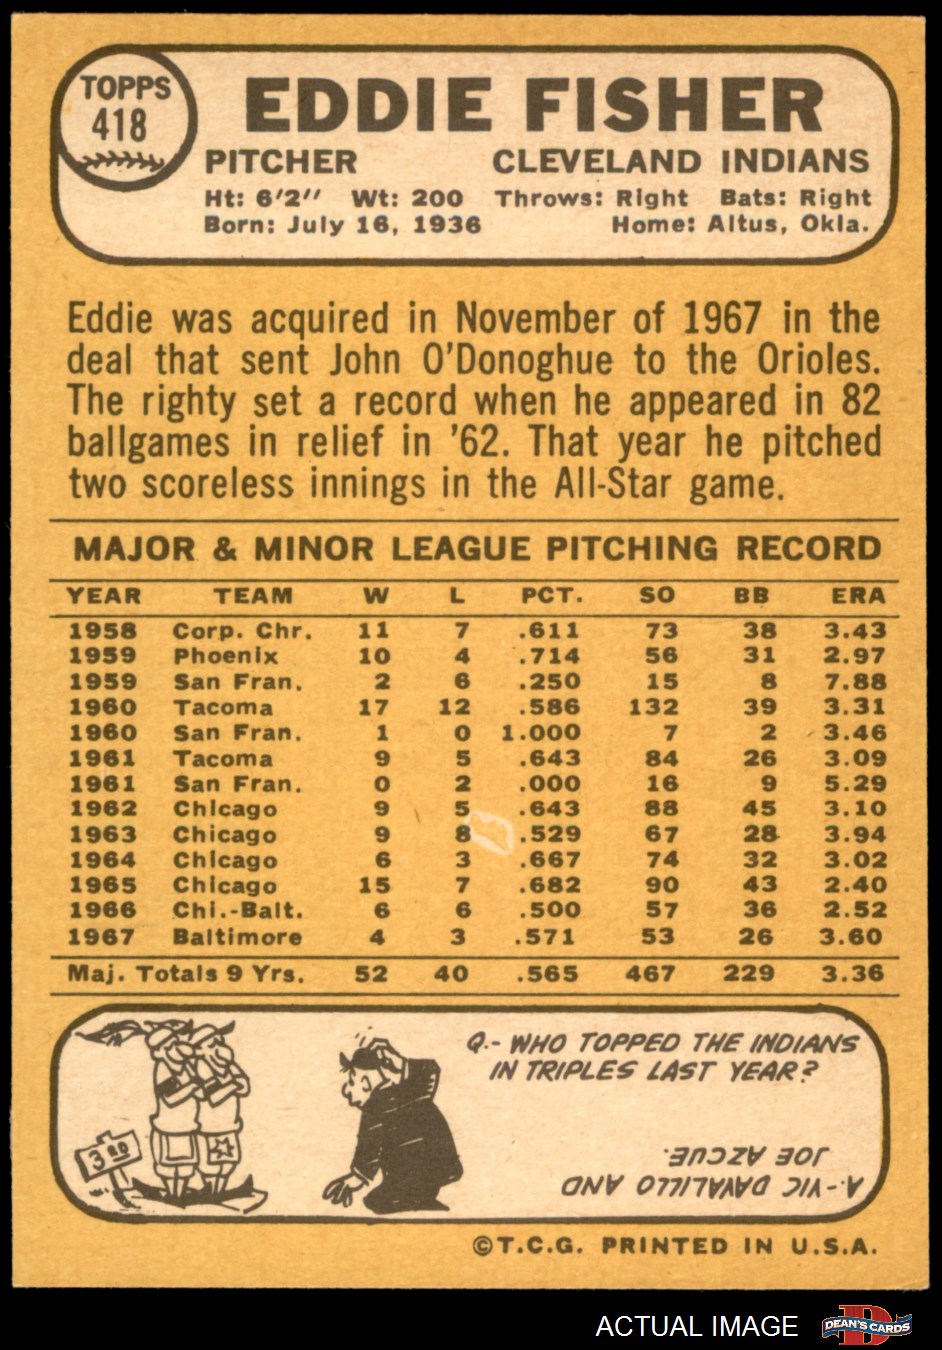 TOPPS
418
EDDIE FISHER
PITCHER CLEVELAND INDIANS
Ht: 6'2" Wt: 200 Throws: Right Bats: Right
Born: July 16, 1936 Home: Altus, Okla.
Eddie was acquired in November of 1967 in the
deal that sent John O'Donoghue to the Orioles.
The righty set a record when he appeared in 82
ballgames in relief in '62. That year he pitched
two scoreless innings in the All-Star game.
MAJOR & MINOR LEAGUE PITCHING RECORD
YEAR TEAM W L PCT. SO BB ERA
1958 Corp. Chr. 11 7 .611 73 38 3.43
1959 Phoenix 10 4 .714 56 31 2.97
1959 San Fran. 2 6 .250 15 8 7.88
1960 Tacoma 17 12 .586 132 39 3.31
1960 San Fran. 1 0 1.000 7 2 3.46
1961 Tacoma 9 5 .643 84 26 3.09
1961 San Fran. 0 2 .000 16 9 5.29
1962 Chicago 9 5 .643 88 45 3.10
1963 Chicago 9 8 .529 67 28 3.94
1964 Chicago 6 3 .667 74 32 3.02
1965 Chicago 15 7 .682 90 43 2.40
1966 Chi.-Balt. 6 6 .500 57 36 2.52
1967 Baltimore 4 3 .571 53 26 3.60
Maj. Totals 9 Yrs. 52 40 .565 467 229 3.36
Q.- WHO TOPPED THE INDIANS
IN TRIPLES LAST YEAR?
3RD
A.- VIC DAVALILLO AND
JOE AZCUE.
©T.C.G. PRINTED IN U.S.A.
ACTUAL IMAGE
D
DEAN'S CARDS